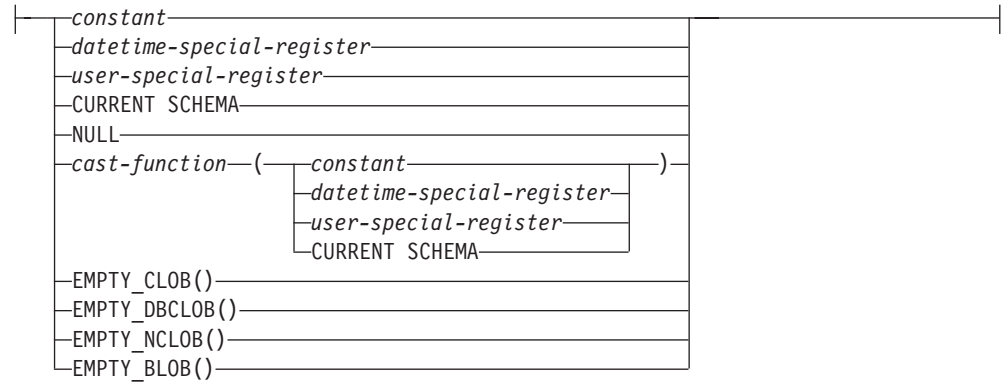 constant
datetime-special-register
user-special-register
CURRENT SCHEMA
NULL
cast-function ( constant )
datetime-special-register
user-special-register
CURRENT SCHEMA
EMPTY_CLOB()
EMPTY_DBCLOB()
EMPTY_NCLOB()
EMPTY_BLOB()